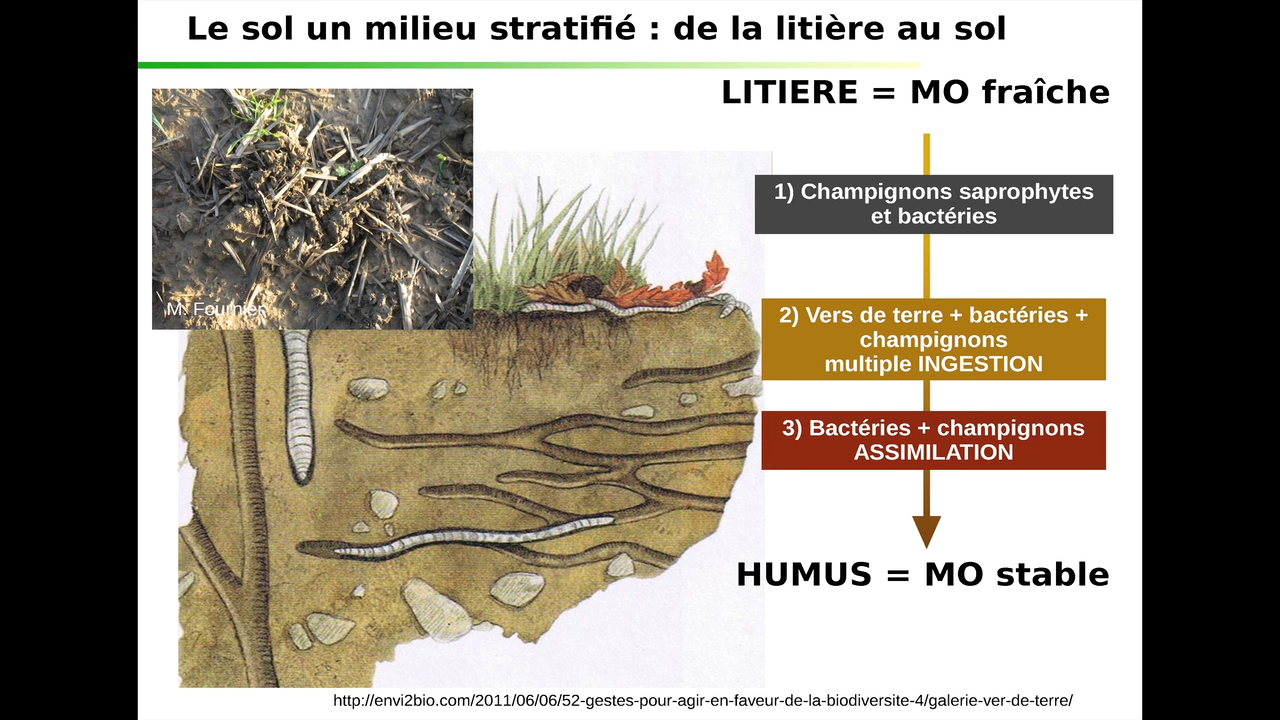 Le sol un milieu stratifié : de la litière au sol
LITIERE = MO fraîche
1) Champignons saprophytes
et bactéries
M. Fournier
2) Vers de terre + bactéries +
champignons
multiple INGESTION
3) Bactéries + champignons
ASSIMILATION
HUMUS = MO stable
http://envi2bio.com/2011/06/06/52-gestes-pour-agir-en-faveur-de-la-biodiversite-4/galerie-ver-de-terre/